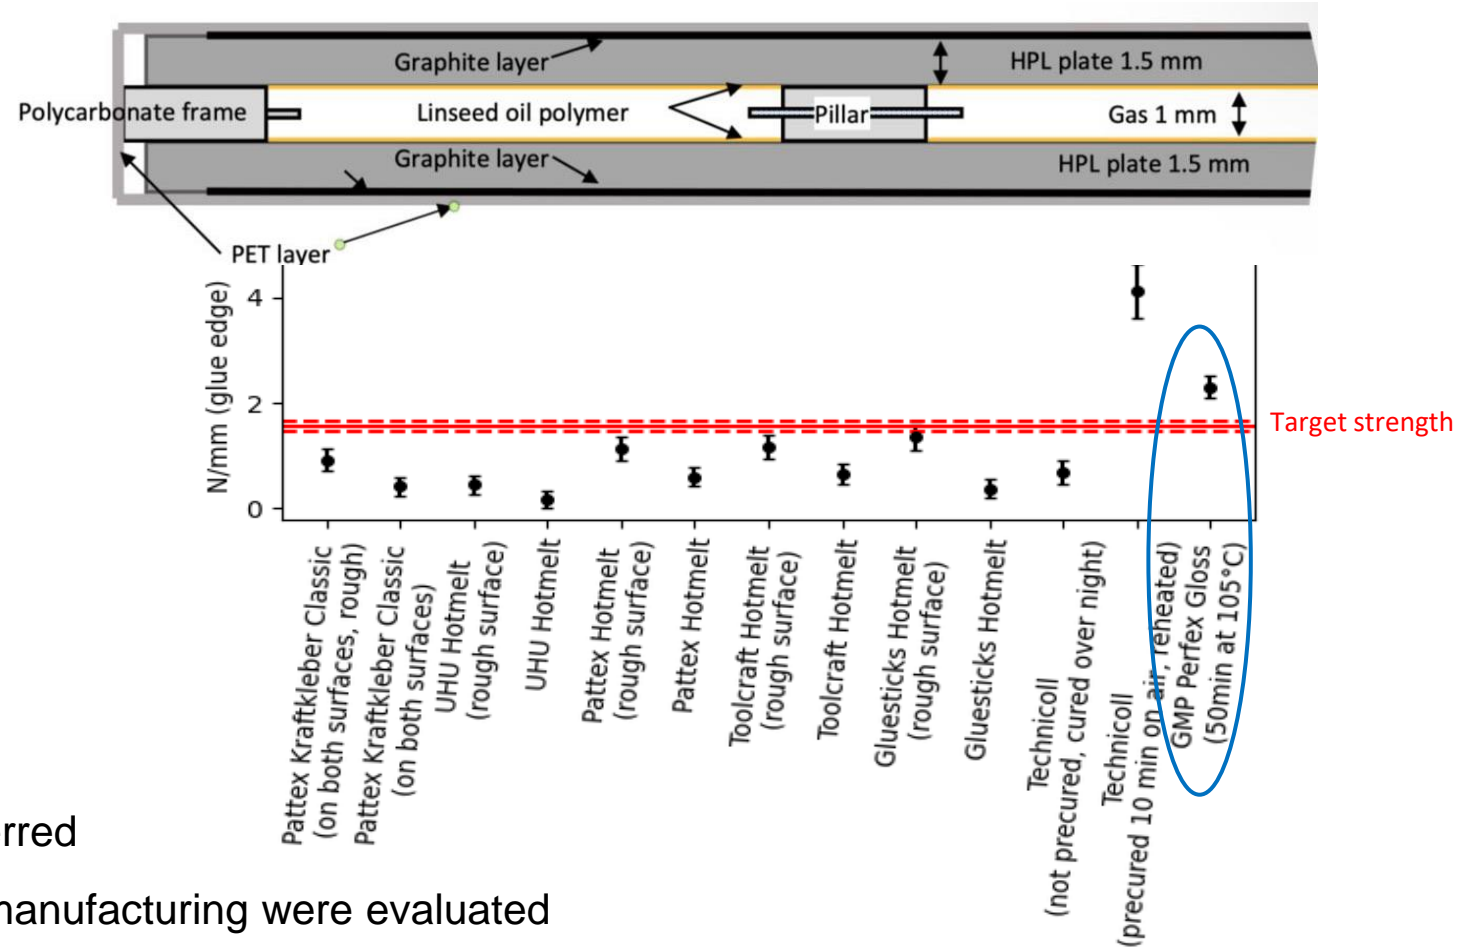 Graphite layer
HPL plate 1.5 mm
Polycarbonate frame
Linseed oil polymer
Pillar
Gas 1 mm
Graphite layer
HPL plate 1.5 mm
PET layer
N/mm (glue edge)
4
2
0
Target strength
Pattex Kraftkleber Classic
(on both surfaces, rough)
Pattex Kraftkleber Classic
(on both surfaces)
UHU Hotmelt
(rough surface)
UHU Hotmelt
Pattex Hotmelt
(rough surface)
Pattex Hotmelt
Toolcraft Hotmelt
(rough surface)
Toolcraft Hotmelt
Gluesticks Hotmelt
(rough surface)
Gluesticks Hotmelt
Technicoll
(not precured, cured over night)
Technicoll
(precured 10 min on air, reheated)
GMP Perfex Gloss
(50min at 105°C)
rred
manufacturing were evaluated